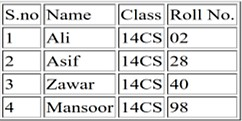 S.no Name Class Roll No.
1 Ali 14CS 02
2 Asif 14CS 28
3 Zawar 14CS 40
4 Mansoor 14CS 98